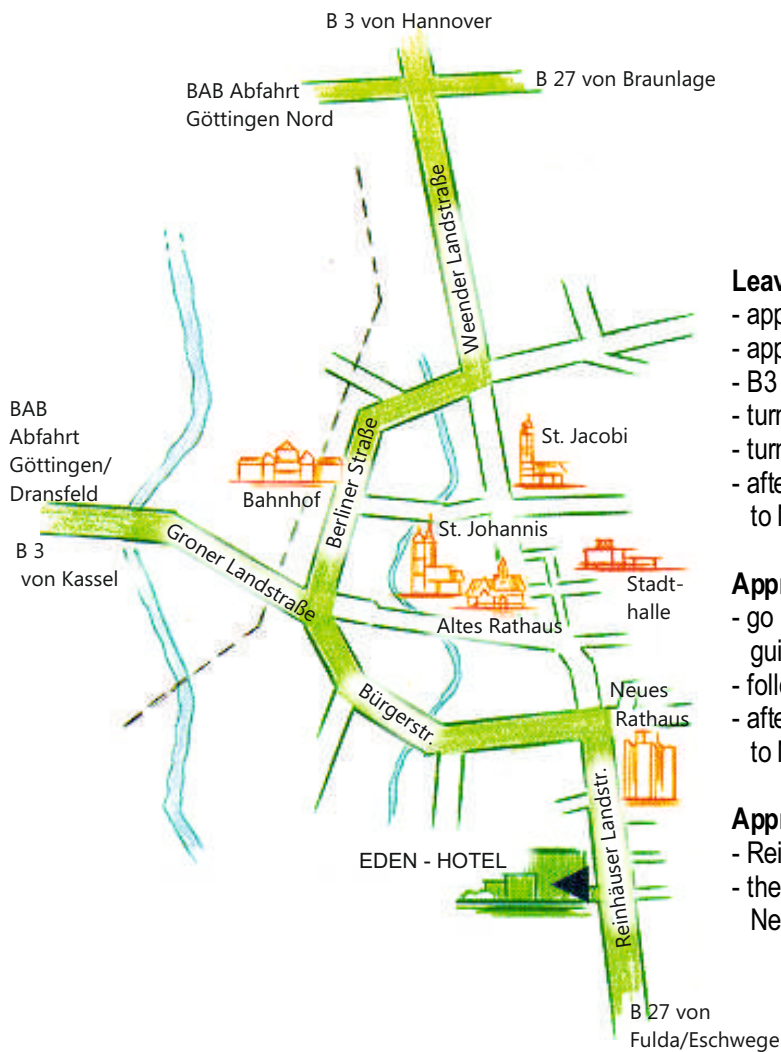 B 3 von Hannover
BAB Abfahrt
Göttingen Nord
B 27 von Braunlage
Weender Landstraße
BAB
Abfahrt
Göttingen/
Dransfeld
B 3
von Kassel
Bahnhof
Berliner Straße
Groner Landstraße
St. Jacobi
St. Johannis
Altes Rathaus
Stadt-
halle
Bürgerstr.
Neues
Rathaus
EDEN - HOTEL
Reinhäuser Landstr.
B 27 von
Fulda/Eschwege
Leav
- app
- app
- B3
- turn
- turn
- afte
to
Appr
- go
gui
- foll
- afte
to
Appr
- Rei
- the
Ne